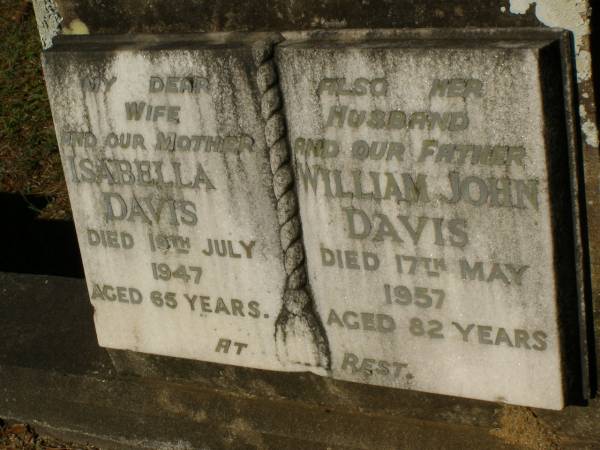 My Dear
Wife
and our Mother
Isabella
Davis
Died 19th July
1947
Aged 65 Years.
Also Her
Husband
and our Father
William John
Davis
Died 17th May
1957
Aged 82 Years
At Rest.